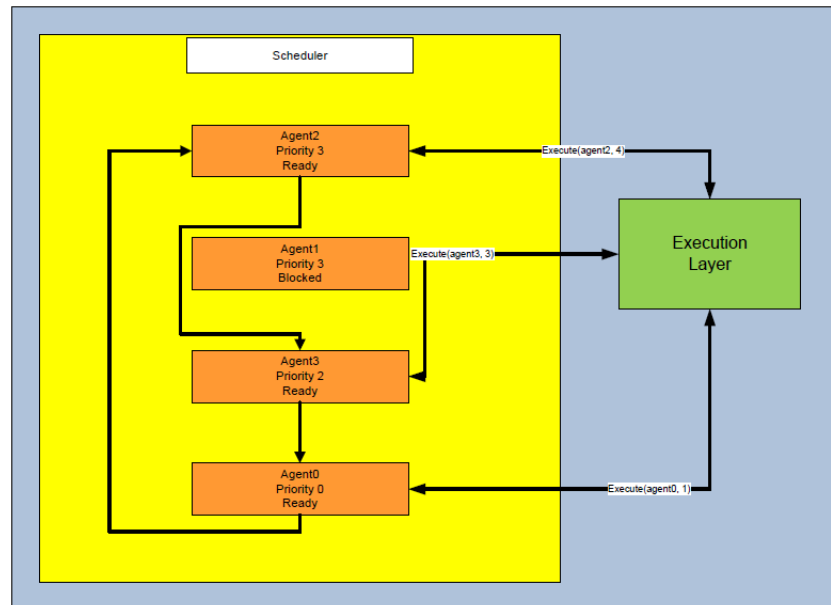 Scheduler
Agent2
Priority 3
Ready
Execute(agent2, 4)
Agent1
Priority 3
Blocked
Execute(agent3, 3)
Execution
Layer
Agent3
Priority 2
Ready
Agent0
Priority 0
Ready
Execute(agent0, 1)